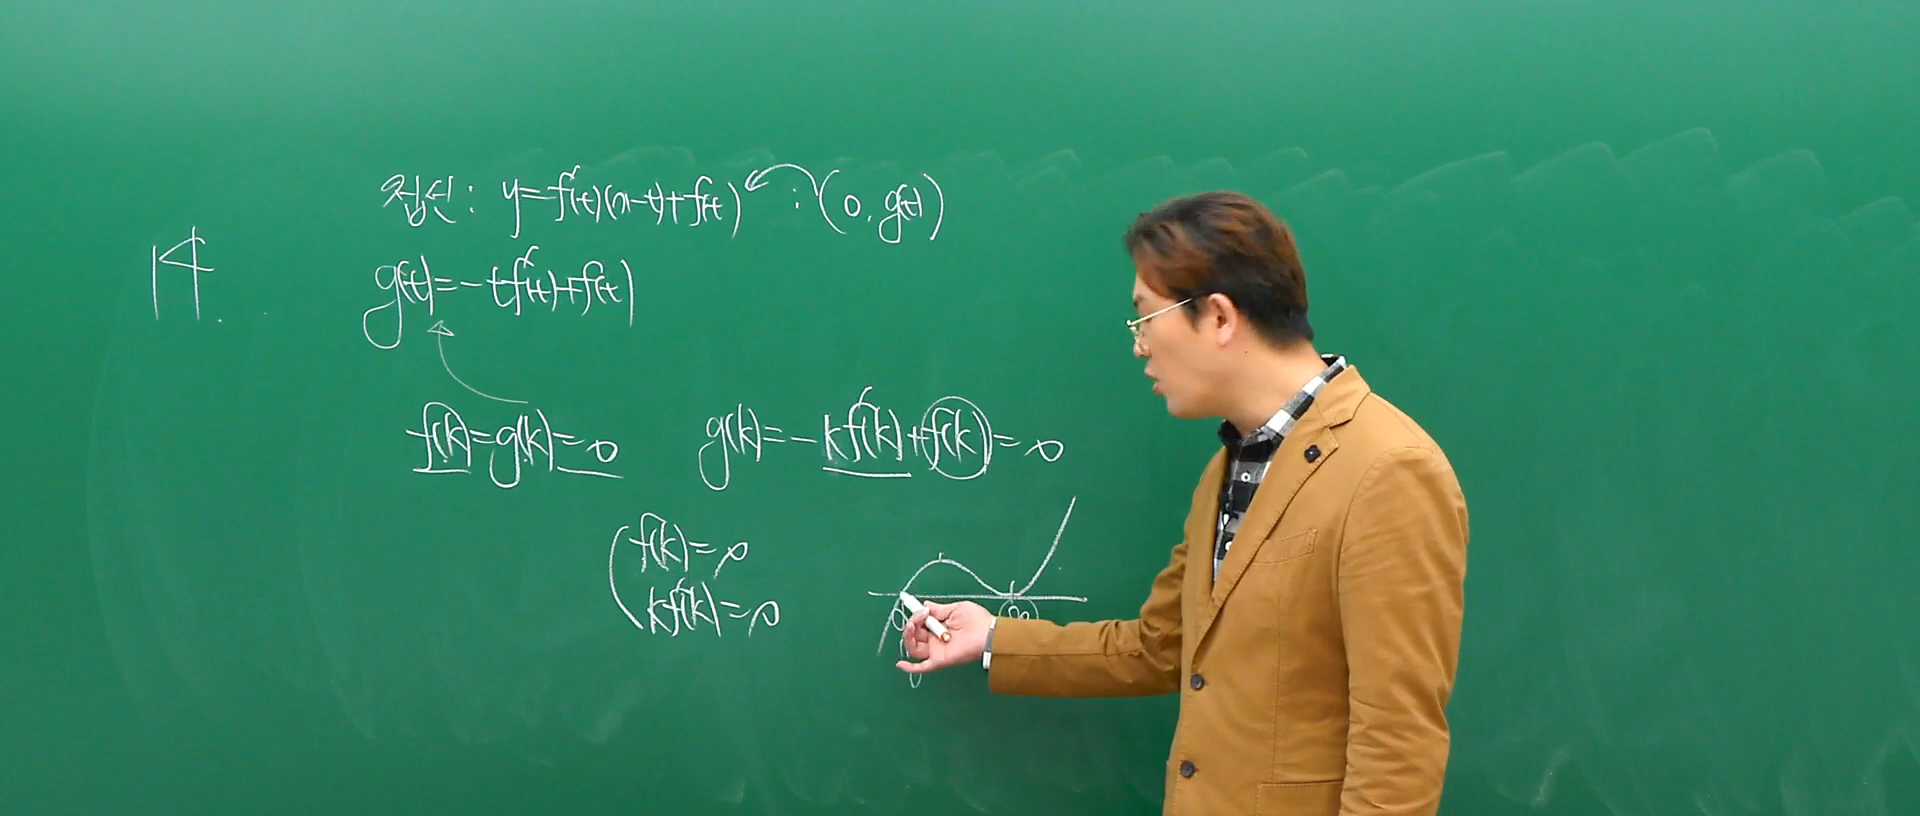 14.
접선 : y=f'(t)(x-t)+f(t) : (0, g(t))
g(t)=-tf'(t)+f(t)
f(k)=g(k)=0
g(k)=-kf'(k)+f(k)=0
f(k)=0
kf'(k)=0